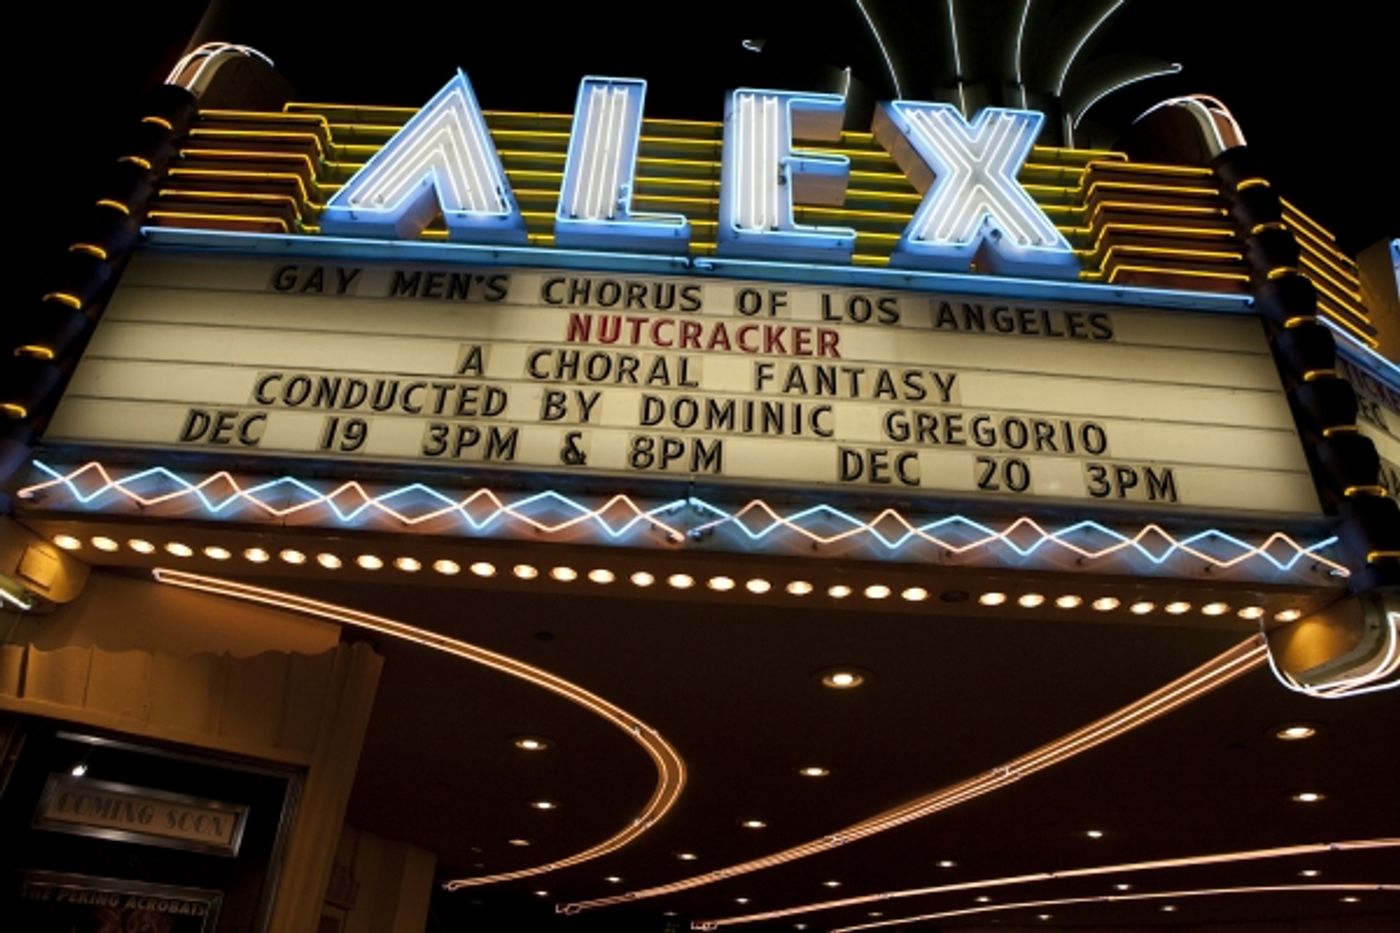 ALEX
GAY MEN'S CHORUS OF LOS ANGELES
NUTCRACKER
A CHORAL FANTASY
CONDUCTED BY DOMINIC GREGORIO
DEC 19 3PM & 8PM DEC 20 3PM
COMING SOON
THE PEKING ACROBATS